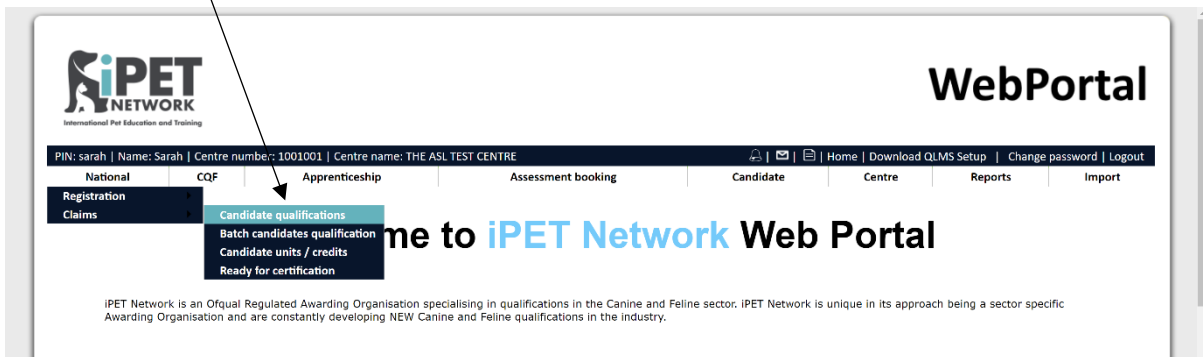 iPET
NETWORK
International Pet Education and Training
WebPortal
PIN: sarah | Name: Sarah | Centre number: 1001001 | Centre name: THE ASL TEST CENTRE | | | Home | Download QLMS Setup | Change password | Logout
National CQF Apprenticeship Assessment booking Candidate Centre Reports Import
Registration
Claims
Candidate qualifications
Batch candidates qualification
Candidate units / credits
Ready for certification
me to iPET Network Web Portal
iPET Network is an Ofqual Regulated Awarding Organisation specialising in qualifications in the Canine and Feline sector. iPET Network is unique in its approach being a sector specific
Awarding Organisation and are constantly developing NEW Canine and Feline qualifications in the industry.